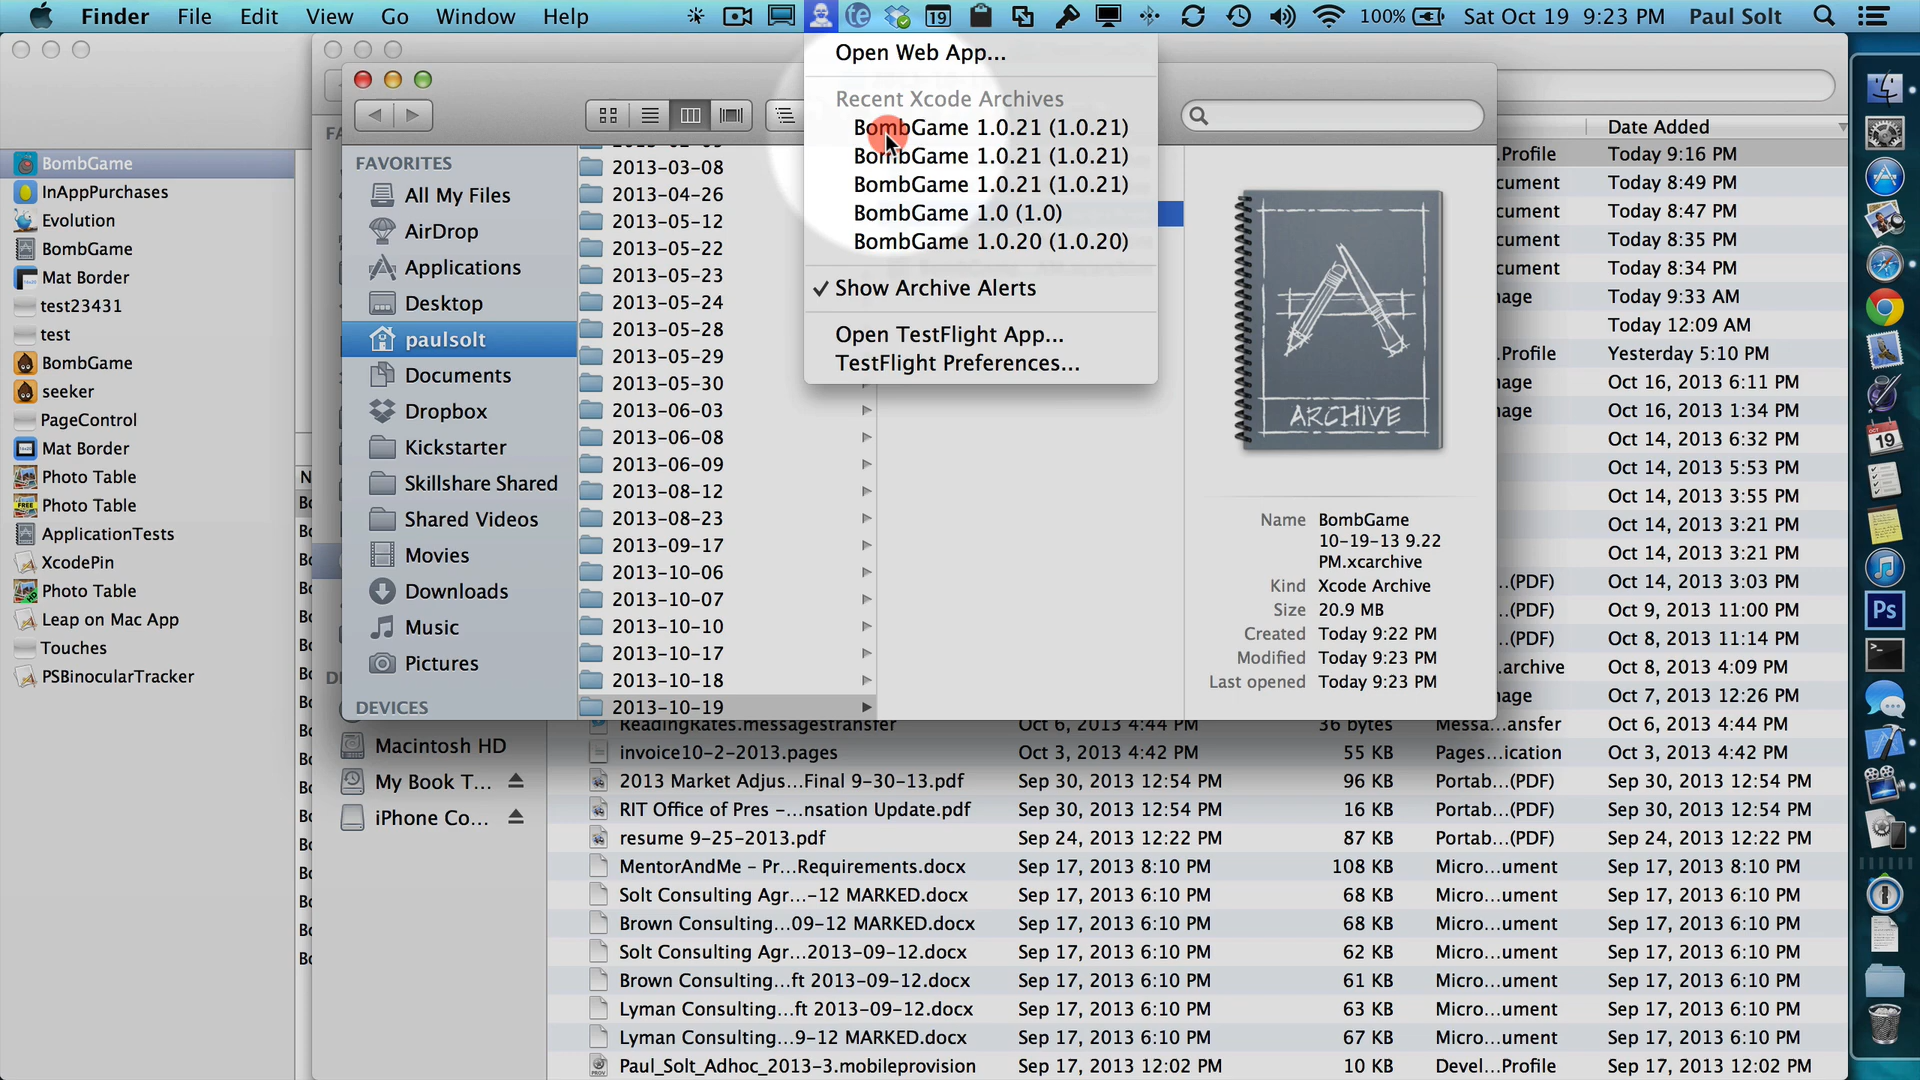 Finder File Edit View Go Window Help 19 100% Sat Oct 19 9:23 PM Paul Solt
Open Web App...
Recent Xcode Archives
BombGame 1.0.21 (1.0.21)
BombGame 1.0.21 (1.0.21)
BombGame 1.0.21 (1.0.21)
BombGame 1.0 (1.0)
BombGame 1.0.20 (1.0.20)
Show Archive Alerts
Open TestFlight App...
TestFlight Preferences...
BombGame
InAppPurchases
Evolution
BombGame
Mat Border
test23431
test
BombGame
seeker
PageControl
Mat Border
Photo Table
Photo Table
ApplicationTests
XcodePin
Photo Table
Leap on Mac App
Touches
PSBinocularTracker
FAVORITES
All My Files
AirDrop
Applications
Desktop
paulsolt
Documents
Dropbox
Kickstarter
Skillshare Shared
Shared Videos
Movies
Downloads
Music
Pictures
DEVICES
Macintosh HD
My Book T...
iPhone Co...
2013-03-08
2013-04-26
2013-05-12
2013-05-22
2013-05-23
2013-05-24
2013-05-28
2013-05-29
2013-05-30
2013-06-03
2013-06-08
2013-06-09
2013-08-12
2013-08-23
2013-09-17
2013-10-06
2013-10-07
2013-10-10
2013-10-17
2013-10-18
2013-10-19
ARCHIVE
Name BombGame
10-19-13 9.22
PM.xcarchive
Kind Xcode Archive
Size 20.9 MB
Created Today 9:22 PM
Modified Today 9:23 PM
Last opened Today 9:23 PM
Date Added
.Profile Today 9:16 PM
cument Today 8:49 PM
cument Today 8:47 PM
cument Today 8:35 PM
cument Today 8:34 PM
nage Today 9:33 AM
Today 12:09 AM
.Profile Yesterday 5:10 PM
nage Oct 16, 2013 6:11 PM
nage Oct 16, 2013 1:34 PM
Oct 14, 2013 6:32 PM
Oct 14, 2013 5:53 PM
Oct 14, 2013 3:55 PM
Oct 14, 2013 3:21 PM
Oct 14, 2013 3:21 PM
...(PDF) Oct 14, 2013 3:03 PM
...(PDF) Oct 9, 2013 11:00 PM
...(PDF) Oct 8, 2013 11:14 PM
.archive Oct 8, 2013 4:09 PM
nage Oct 7, 2013 12:26 PM
ReadingRates.messagestransfer Oct 6, 2013 4:44 PM 36 bytes Messa...ansfer Oct 6, 2013 4:44 PM
invoice10-2-2013.pages Oct 3, 2013 4:42 PM 55 KB Pages...ication Oct 3, 2013 4:42 PM
2013 Market Adjus...Final 9-30-13.pdf Sep 30, 2013 12:54 PM 96 KB Portab...(PDF) Sep 30, 2013 12:54 PM
RIT Office of Pres -...nsation Update.pdf Sep 30, 2013 12:54 PM 16 KB Portab...(PDF) Sep 30, 2013 12:54 PM
resume 9-25-2013.pdf Sep 24, 2013 12:22 PM 87 KB Portab...(PDF) Sep 24, 2013 12:22 PM
MentorAndMe - Pr...Requirements.docx Sep 17, 2013 8:10 PM 108 KB Micro...ument Sep 17, 2013 8:10 PM
Solt Consulting Agr...-12 MARKED.docx Sep 17, 2013 6:10 PM 68 KB Micro...ument Sep 17, 2013 6:10 PM
Brown Consulting...09-12 MARKED.docx Sep 17, 2013 6:10 PM 68 KB Micro...ument Sep 17, 2013 6:10 PM
Solt Consulting Agr...2013-09-12.docx Sep 17, 2013 6:10 PM 62 KB Micro...ument Sep 17, 2013 6:10 PM
Brown Consulting...ft 2013-09-12.docx Sep 17, 2013 6:10 PM 61 KB Micro...ument Sep 17, 2013 6:10 PM
Lyman Consulting...ft 2013-09-12.docx Sep 17, 2013 6:10 PM 63 KB Micro...ument Sep 17, 2013 6:10 PM
Lyman Consulting...9-12 MARKED.docx Sep 17, 2013 6:10 PM 67 KB Micro...ument Sep 17, 2013 6:10 PM
Paul_Solt_Adhoc_2013-3.mobileprovision Sep 17, 2013 12:02 PM 10 KB Devel...Profile Sep 17, 2013 12:02 PM
19
Ps